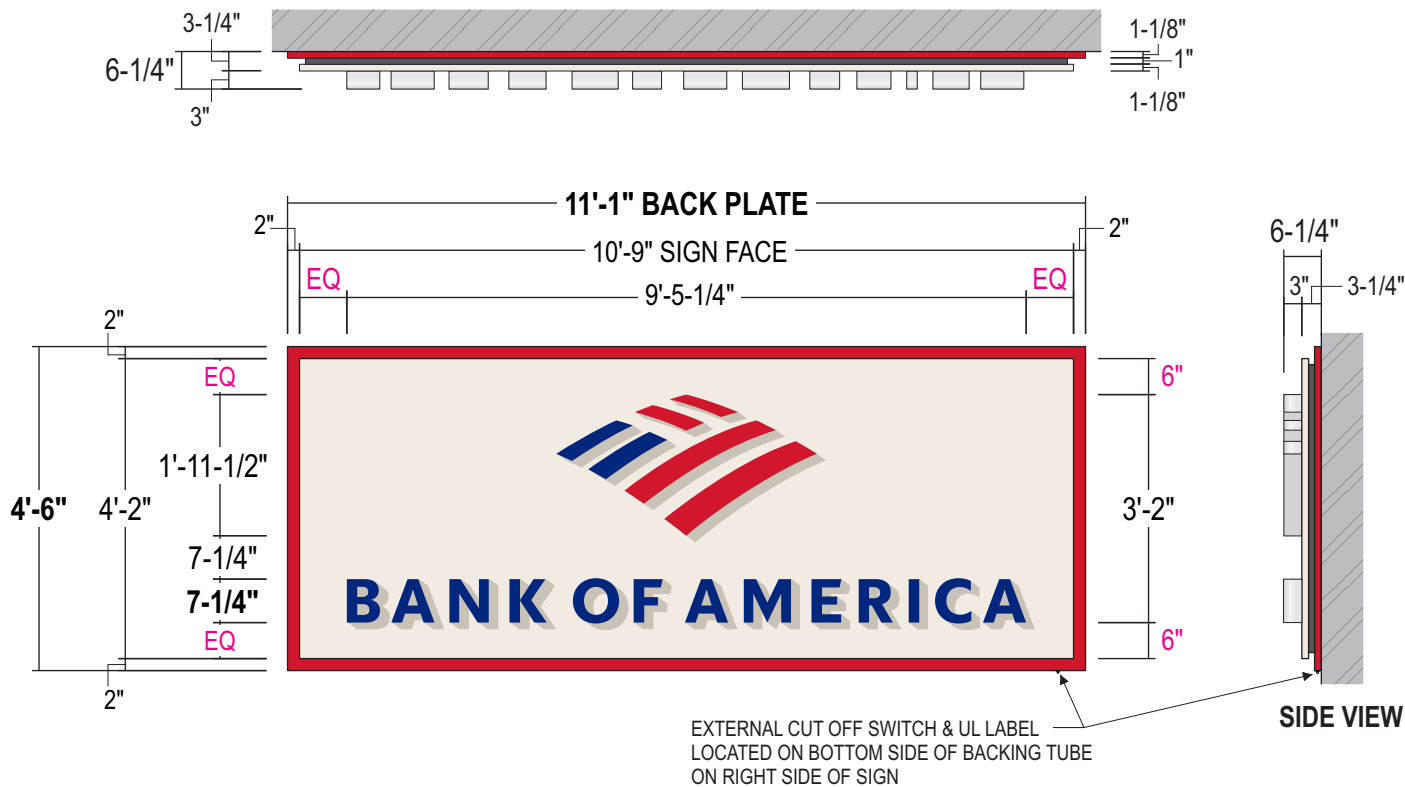 3-1/4"
6-1/4"
3"
1-1/8"
1"
1-1/8"
11'-1" BACK PLATE
2"
2"
10'-9" SIGN FACE
EQ
EQ
9'-5-1/4"
6-1/4"
3"
3-1/4"
2"
EQ
6"
1'-11-1/2"
4'-6"
4'-2"
3'-2"
7-1/4"
7-1/4"
EQ
6"
2"
BANK OF AMERICA
EXTERNAL CUT OFF SWITCH & UL LABEL
LOCATED ON BOTTOM SIDE OF BACKING TUBE
ON RIGHT SIDE OF SIGN
SIDE VIEW